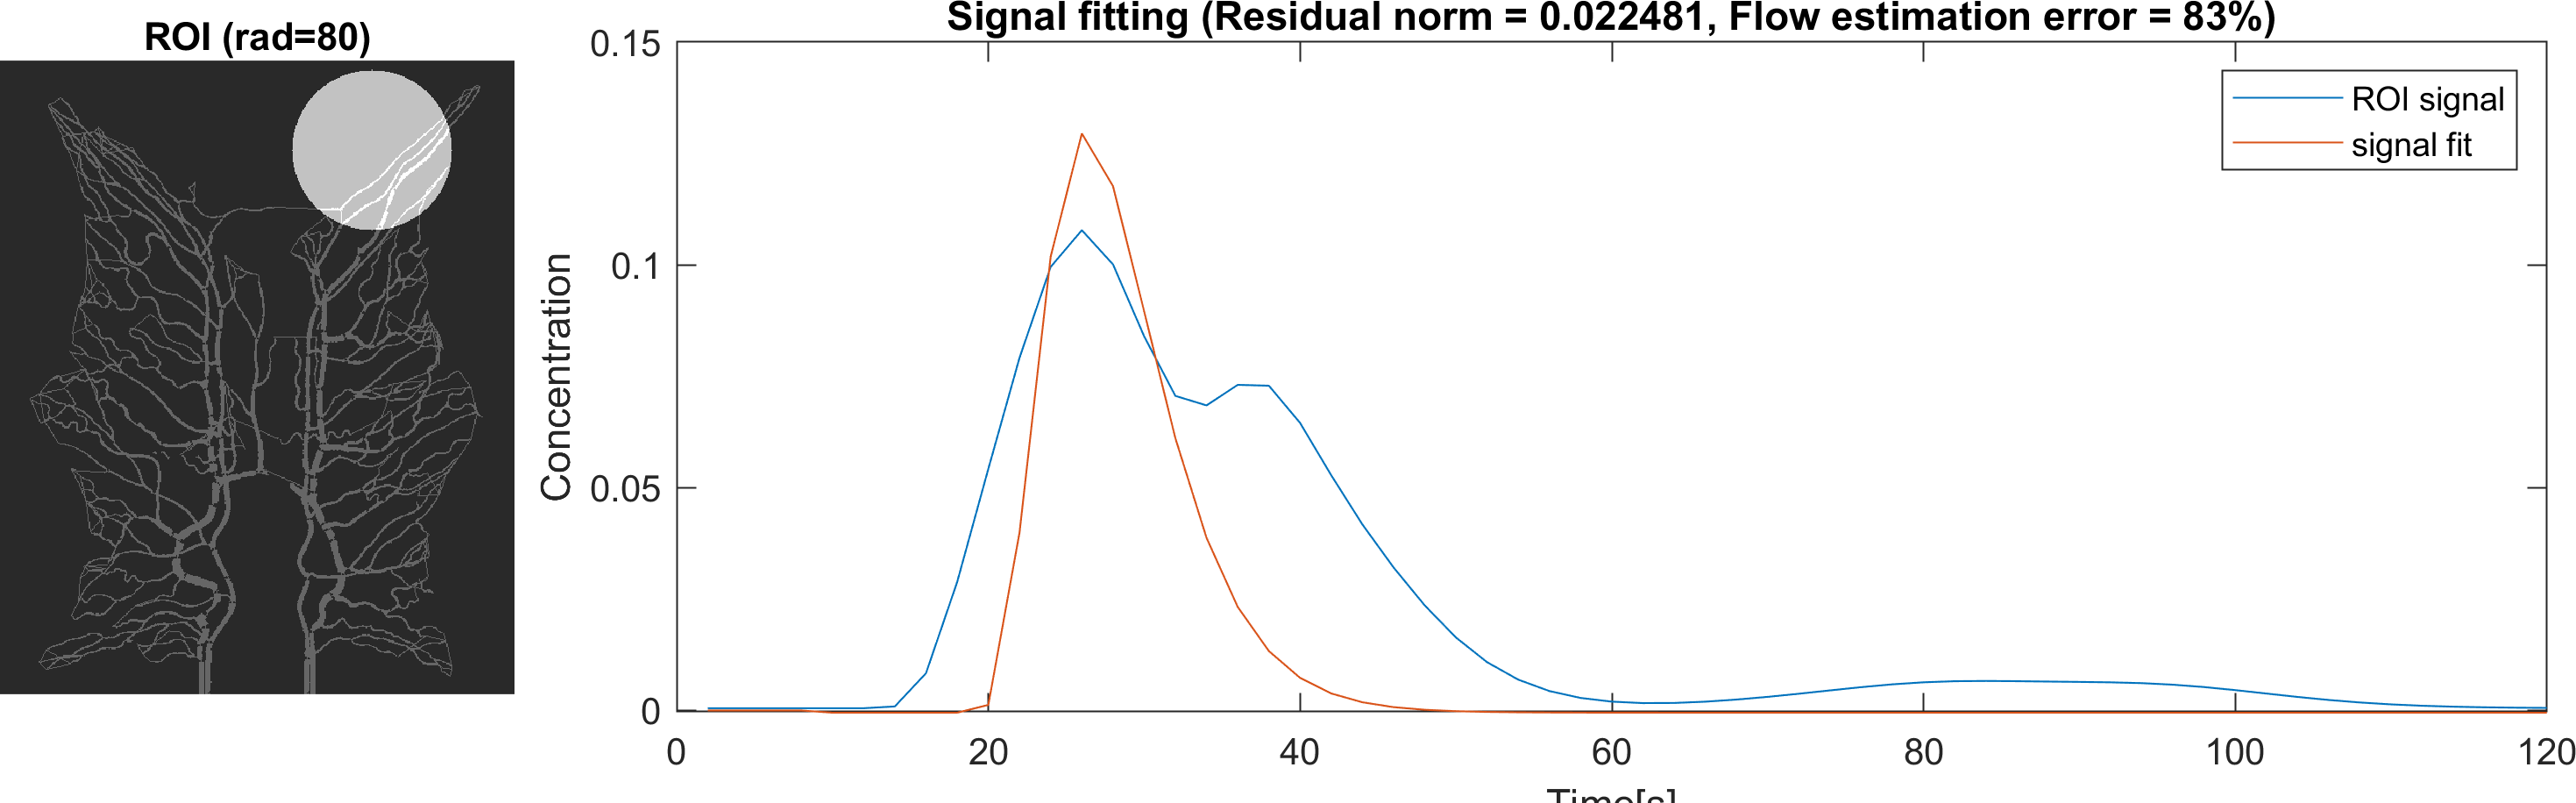 ROI (rad=80)
Signal fitting (Residual norm = 0.022481, Flow estimation error = 83%)
0.15
0.1
0.05
0
Concentration
ROI signal
signal fit
0
20
40
60
80
100
120
Time[s]